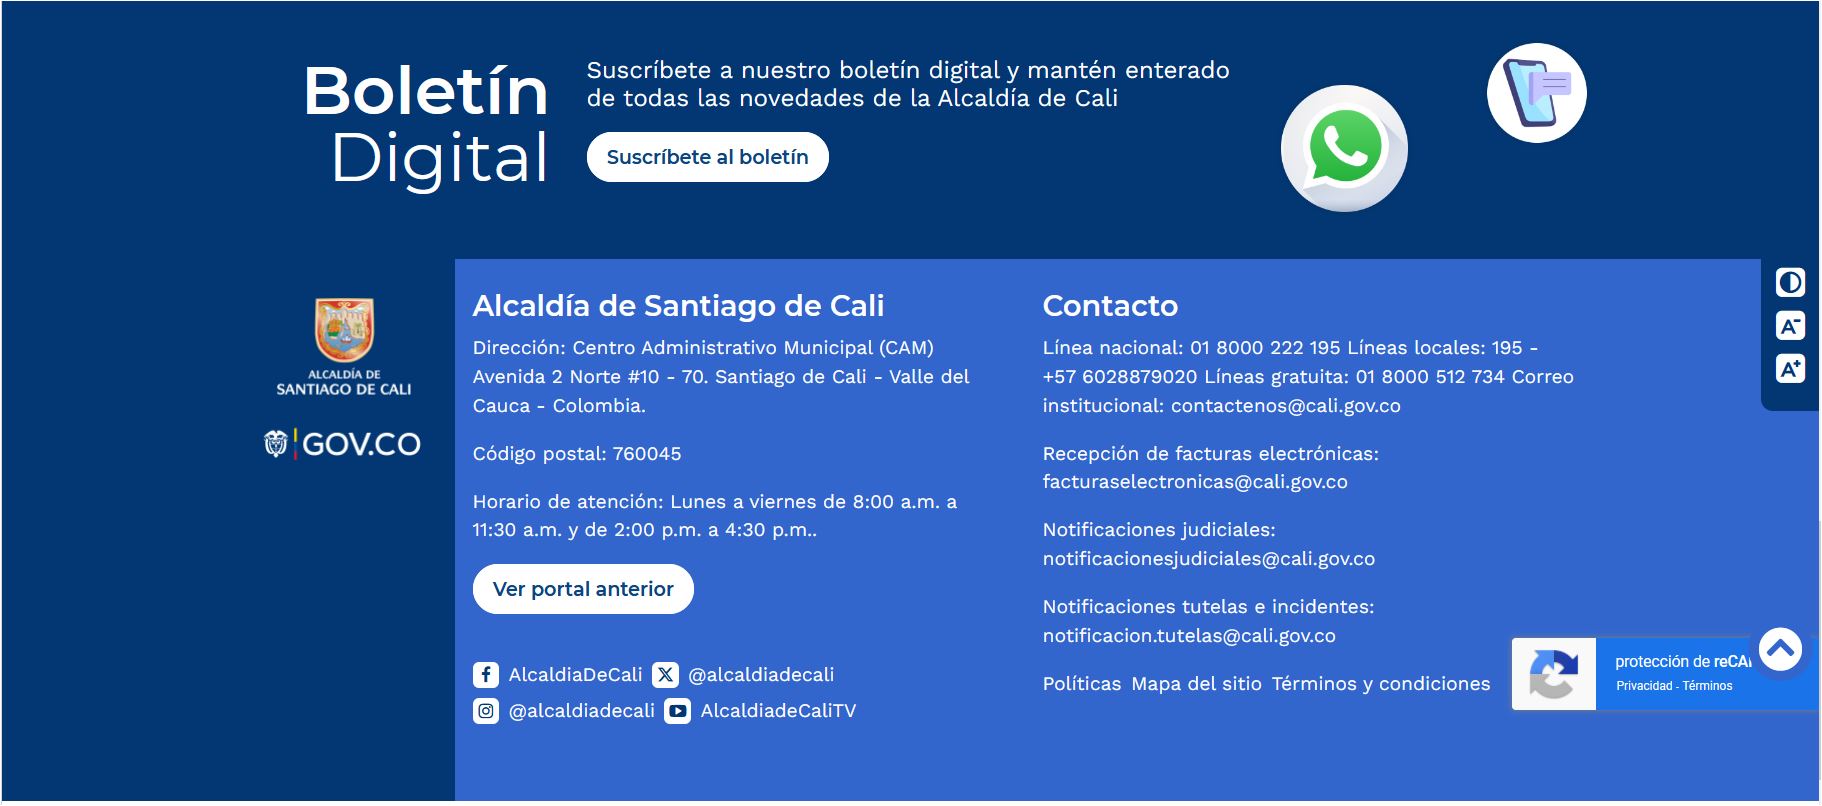 Boletín
Digital
Suscríbete a nuestro boletín digital y mantén enterado
de todas las novedades de la Alcaldía de Cali
Suscríbete al boletín
ALCALDÍA DE
SANTIAGO DE CALI
GOV.CO
Alcaldía de Santiago de Cali
Dirección: Centro Administrativo Municipal (CAM)
Avenida 2 Norte #10 - 70. Santiago de Cali - Valle del
Cauca - Colombia.
Código postal: 760045
Horario de atención: Lunes a viernes de 8:00 a.m. a
11:30 a.m. y de 2:00 p.m. a 4:30 p.m..
Ver portal anterior
AlcaldiaDeCali @alcaldiadecali
@alcaldiadecali AlcaldiadeCaliTV
Contacto
Línea nacional: 01 8000 222 195 Líneas locales: 195 -
+57 6028879020 Líneas gratuita: 01 8000 512 734 Correo
institucional: contactenos@cali.gov.co
Recepción de facturas electrónicas:
facturaselectronicas@cali.gov.co
Notificaciones judiciales:
notificacionesjudiciales@cali.gov.co
Notificaciones tutelas e incidentes:
notificacion.tutelas@cali.gov.co
Políticas Mapa del sitio Términos y condiciones
A-
A+
protección de
Privacidad - Términos